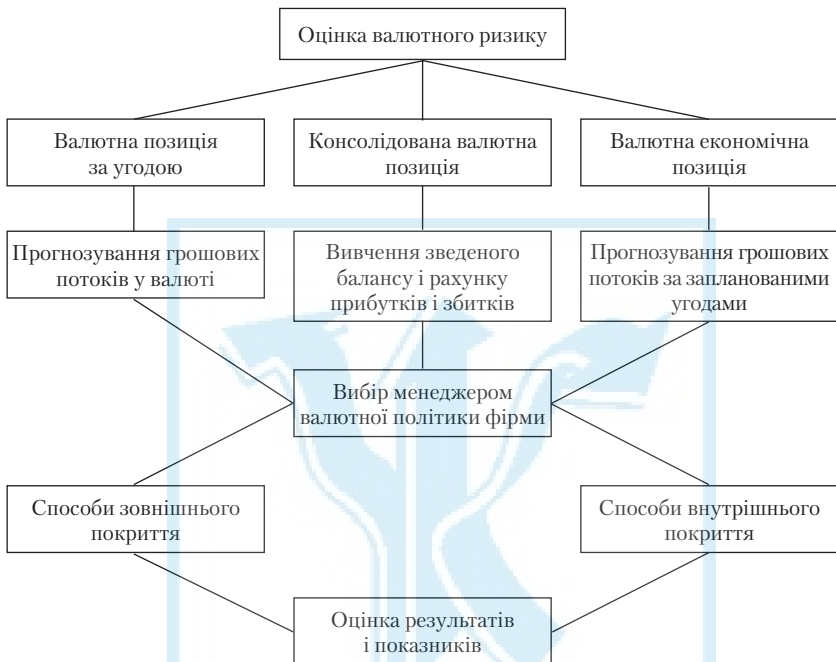 Оцінка валютного ризику
Валютна позиція
за угодою
Консолідована валютна
позиція
Валютна економічна
позиція
Прогнозування грошових
потоків у валюті
Вивчення зведеного
балансу і рахунку
прибутків і збитків
Прогнозування грошових
потоків за запланованими
угодами
Вибір менеджером
валютної політики фірми
Способи зовнішнього
покриття
Способи внутрішнього
покриття
Оцінка результатів
і показників